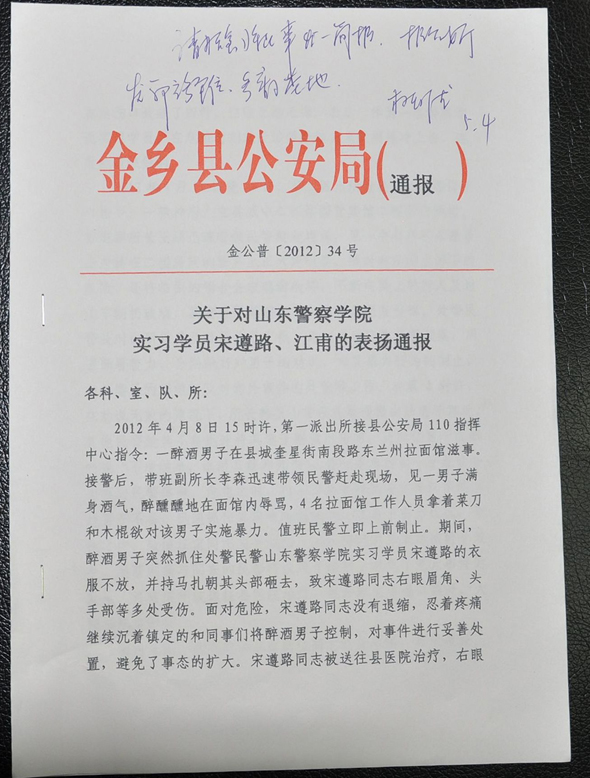 5.4
金乡县公安局(通报)
金公普〔2012〕34号
关于对山东警察学院
实习学员宋遵路、江甫的表扬通报
各科、室、队、所：
2012年4月8日15时许，第一派出所接县公安局110指挥
中心指令：一醉酒男子在县城奎星街南段路东兰州拉面馆滋事。
接警后，带班副所长李森迅速带领民警赶赴现场，见一男子满
身酒气，醉醺醺地在面馆内辱骂，4名拉面馆工作人员拿着菜刀
和木棍欲对该男子实施暴力。值班民警立即上前制止。期间，
醉酒男子突然抓住处警民警山东警察学院实习学员宋遵路的衣
服不放，并持马扎朝其头部砸去，致宋遵路同志右眼眉角、头
手部等多处受伤。面对危险，宋遵路同志没有退缩，忍着疼痛
继续沉着镇定的和同事们将醉酒男子控制，对事件进行妥善处
置，避免了事态的扩大。宋遵路同志被送往县医院治疗，右眼